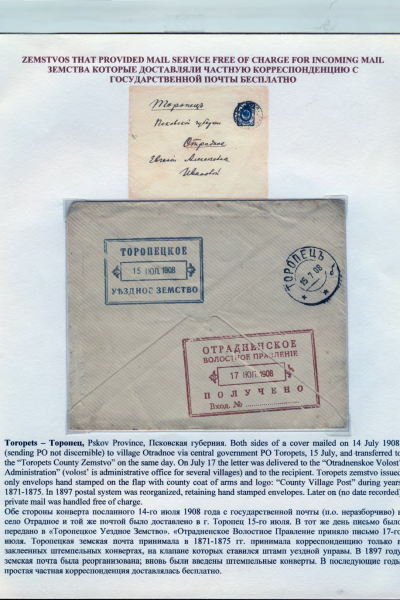 ZEMSTVOS THAT PROVIDED MAIL SERVICE FREE OF CHARGE FOR INCOMING MAIL
ЗЕМСТВА КОТОРЫЕ ДОСТАВЛЯЛИ ЧАСТНУЮ КОРРЕСПОНДЕНЦИЮ С
ГОСУДАРСТВЕННОЙ ПОЧТЫ БЕСПЛАТНО
Торопецъ
Псковской губернии
Отрадное
Евгении Алексеевне
Ивановой
ТОРОПЕЦКОЕ
15 ИЮЛ. 1908
УѢЗДНОЕ ЗЕМСТВО
ТОРОПЕЦЪ
15 7 08
ОТРАДНЕНСКОЕ
ВОЛОСТНОЕ ПРАВЛЕНІЕ
17 ИЮЛ. 1908
ПОЛУЧЕНО
Вход. №
Toropets – Торопец, Pskov Province, Псковская губерния. Both sides of a cover mailed on 14 July 1908
(sending PO not discernible) to village Otradnoe via central government PO Toropets, 15 July, and transferred to
the “Toropets County Zemstvo” on the same day. On July 17 the letter was delivered to the “Otradnenskoe Volost’
Administration” (volost’ is administrative office for several villages) and to the recipient. Toropets zemstvo issued
only envelops hand stamped on the flap with county coat of arms and logo: “County Village Post” during years
1871-1875. In 1897 postal system was reorganized, retaining hand stamped envelopes. Later on (no date recorded)
private mail was handled free of charge.
Обе стороны конверта посланного 14-го июля 1908 года с государственной почты (п.о. неразборчиво) в
село Отрадное и той же почтой было доставлено в г. Торопец 15-го июля. В тот же день письмо было
передано в «Торопецкое Уездное Земство». «Отрадненское Волостное Правление приняло письмо 17-го
июля. Торопецкая земская почта принимала в 1871-1875 гг. принимала корреспонденцию только в
заклеенных штемпельных конвертах, на клапане которых ставился штамп уездной управы. В 1897 году
земская почта была реорганизована; вновь были введены штемпельные конверты. В последующие годы
простая частная корреспонденция доставлялась бесплатно.